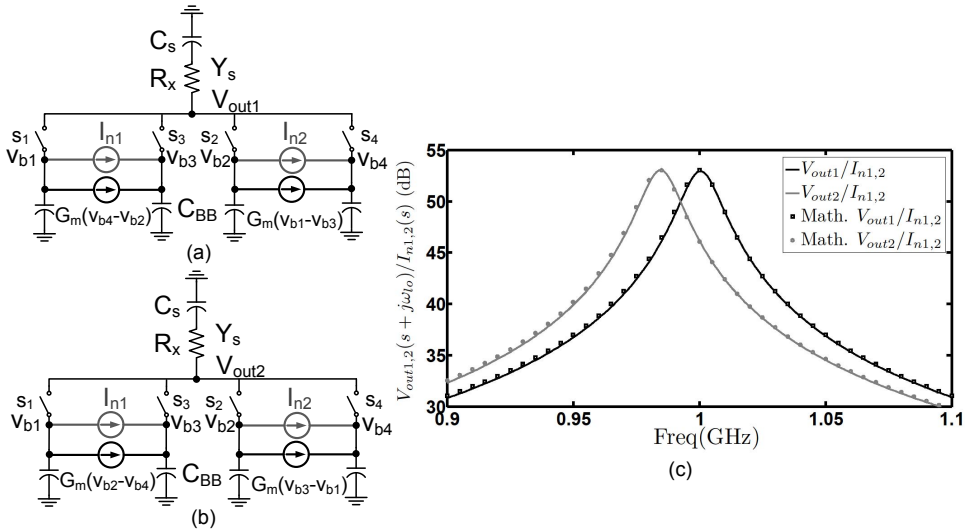 C_s
R_x
Y_s
V_out1
s_1 I_n1 s_3 s_2 I_n2 s_4
v_b1 v_b3 v_b2 v_b4
G_m(v_b4-v_b2) C_BB G_m(v_b1-v_b3)
(a)
C_s
R_x
Y_s
V_out2
s_1 I_n1 s_3 s_2 I_n2 s_4
v_b1 v_b3 v_b2 v_b4
G_m(v_b2-v_b4) C_BB G_m(v_b3-v_b1)
(b)
V_out1,2(s + jω_lo)/I_n1,2(s) (dB)
55
50
45
40
35
30
V_out1/I_n1,2
V_out2/I_n1,2
Math. V_out1/I_n1,2
Math. V_out2/I_n1,2
0.9 0.95 1 1.05 1.1
Freq(GHz)
(c)